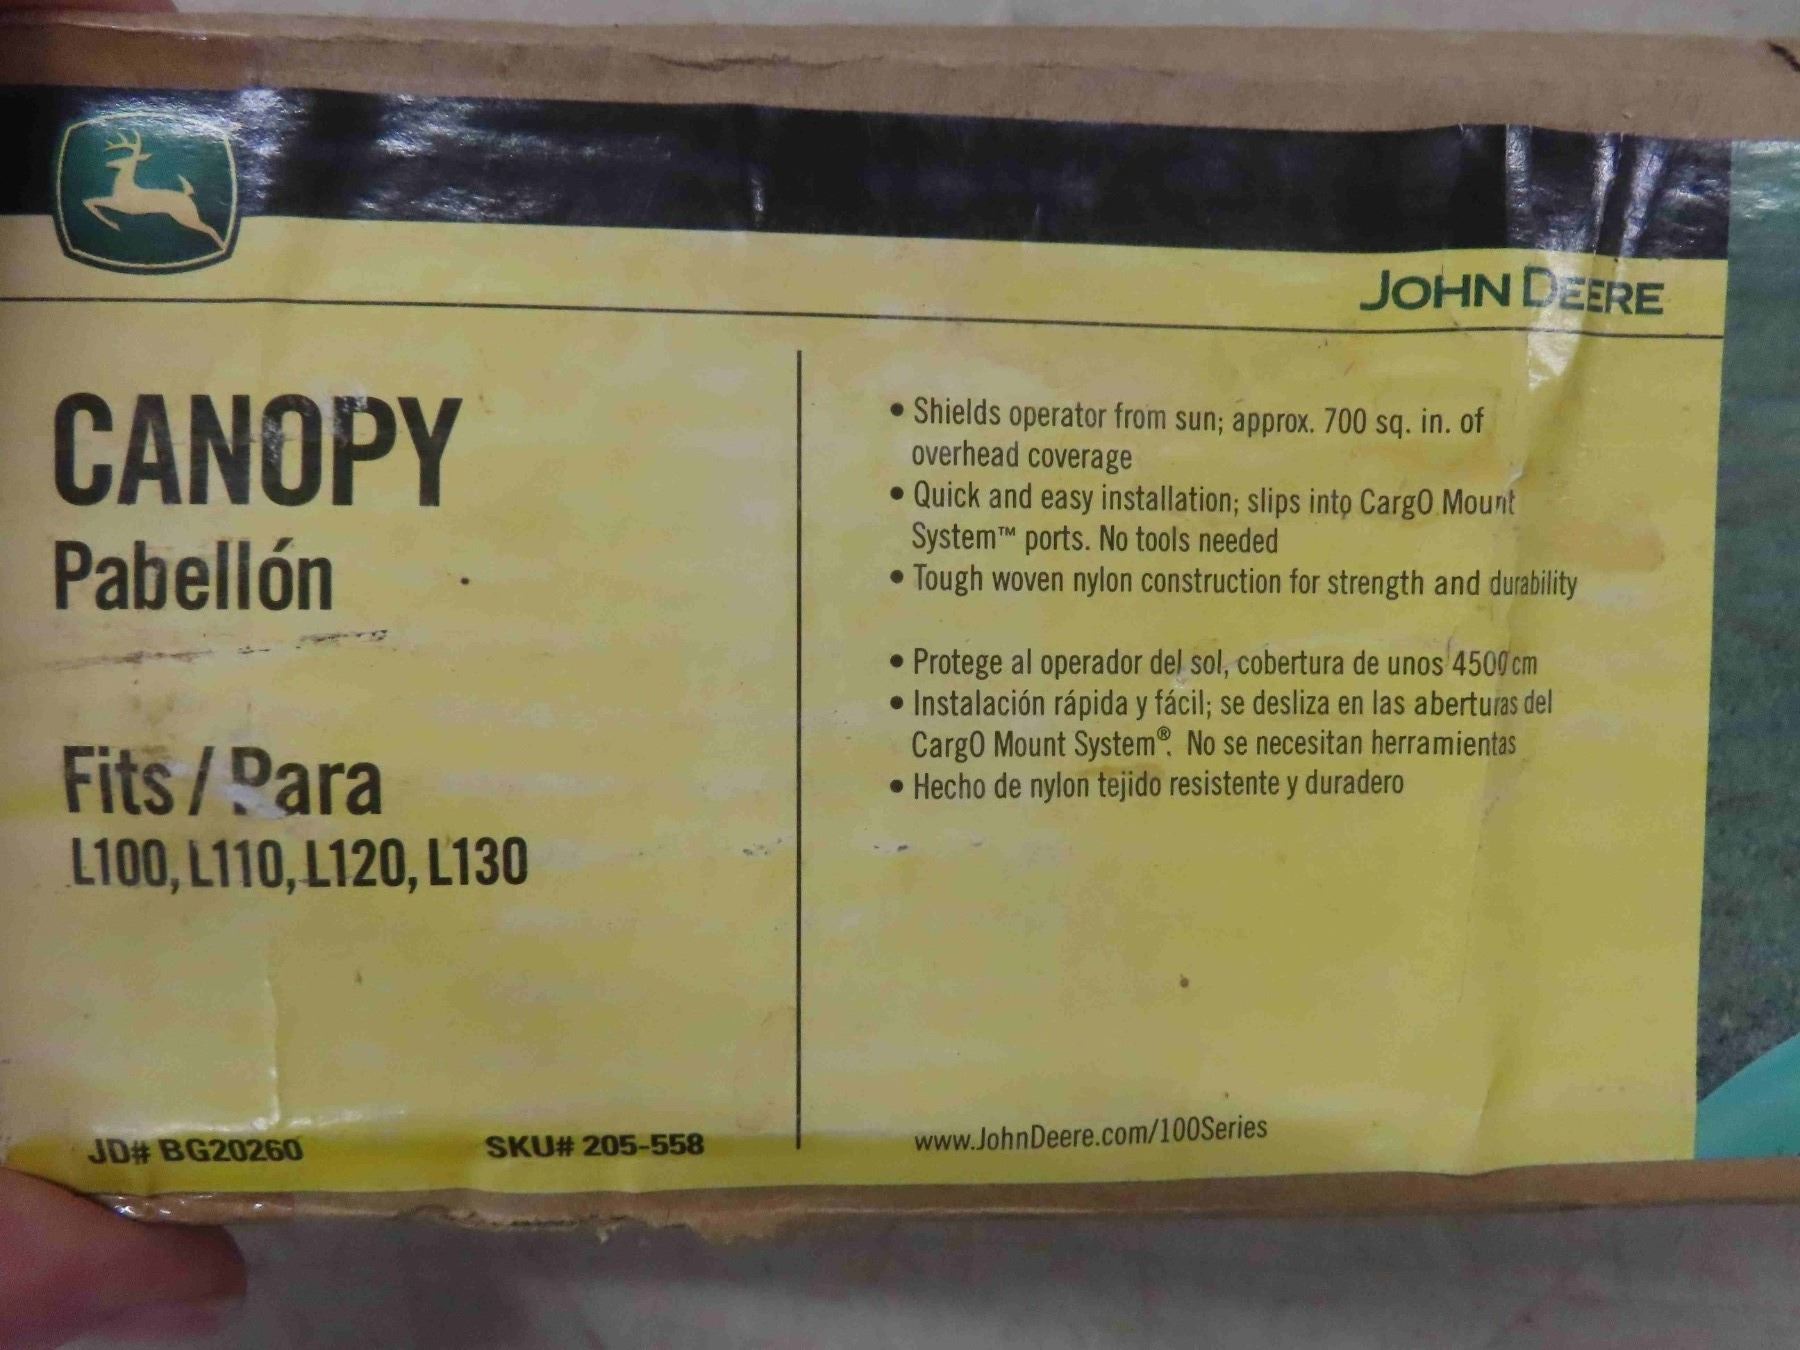 JOHN DEERE
CANOPY
Pabellón
Fits / Para
L100, L110, L120, L130
JD# BG20260
SKU# 205-558
• Shields operator from sun; approx. 700 sq. in. of
overhead coverage
• Quick and easy installation; slips into CargO Mount
System™ ports. No tools needed
• Tough woven nylon construction for strength and durability
• Protege al operador del sol, cobertura de unos 4500 cm
• Instalación rápida y fácil; se desliza en las aberturas del
CargO Mount System®. No se necesitan herramientas
• Hecho de nylon tejido resistente y duradero
www.JohnDeere.com/100Series